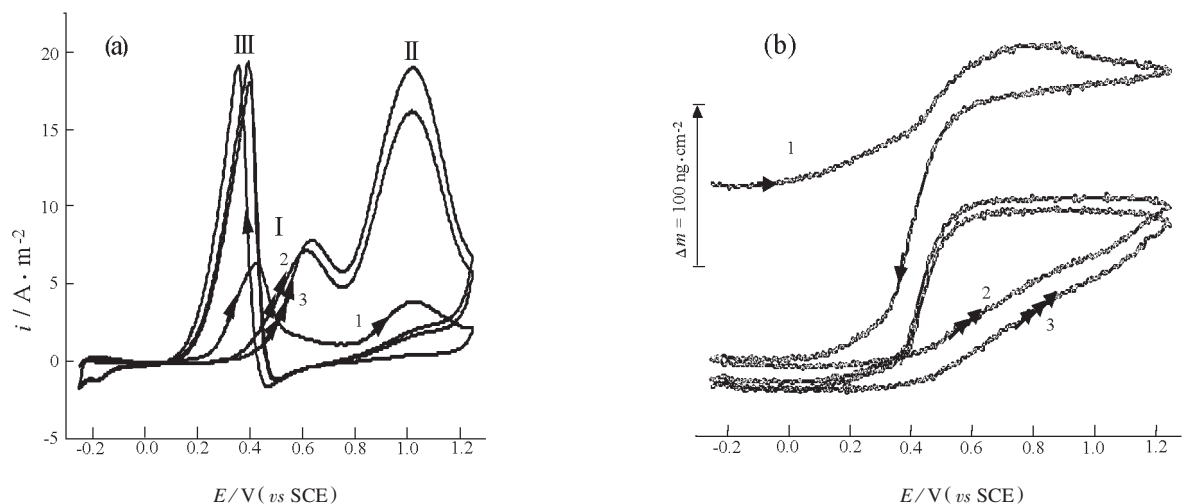 (a)
III
II
I
2
3
1
20
15
10
5
0
-5
i / A · m⁻²
-0.2 0.0 0.2 0.4 0.6 0.8 1.0 1.2
E/V( vs SCE)
(b)
1
2
3
Δm = 100 ng·cm⁻²
-0.2 0.0 0.2 0.4 0.6 0.8 1.0 1.2
E/V( vs SCE)